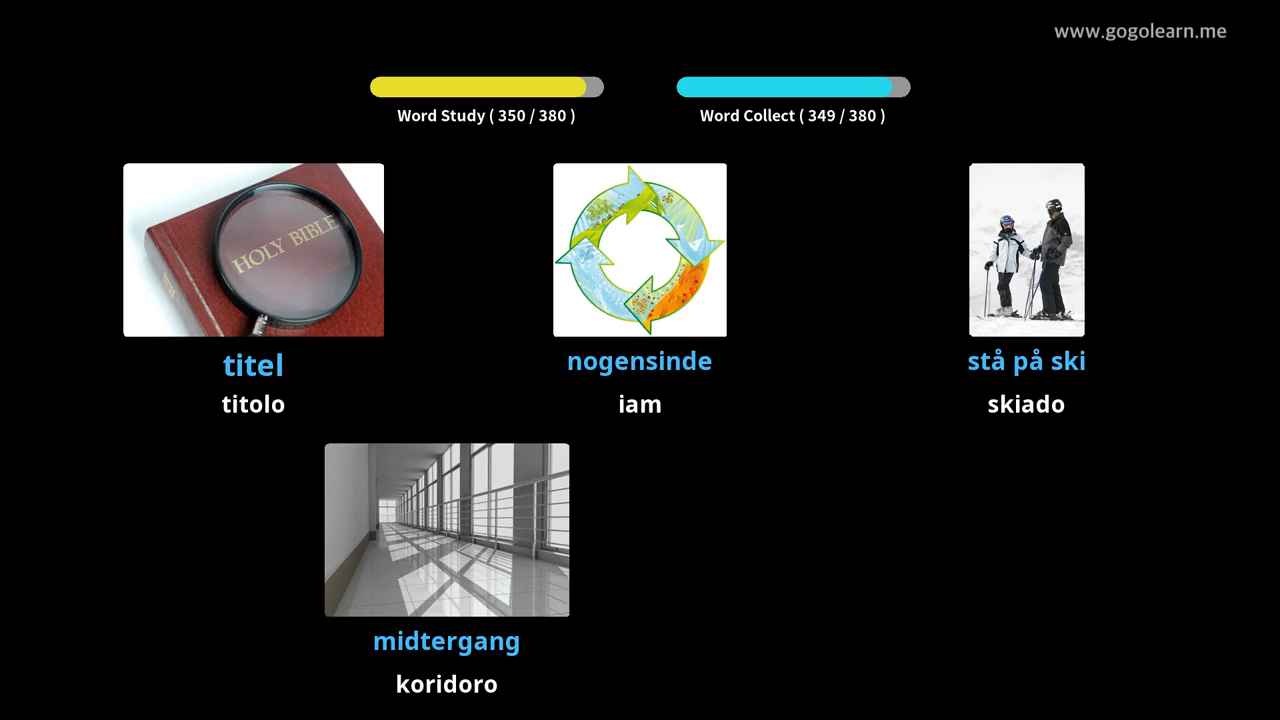 www.gogolearn.me
Word Study ( 350 / 380 )
Word Collect ( 349 / 380 )
HOLY BIBLE
titel
titolo
nogensinde
iam
stå på ski
skiado
midtergang
koridoro